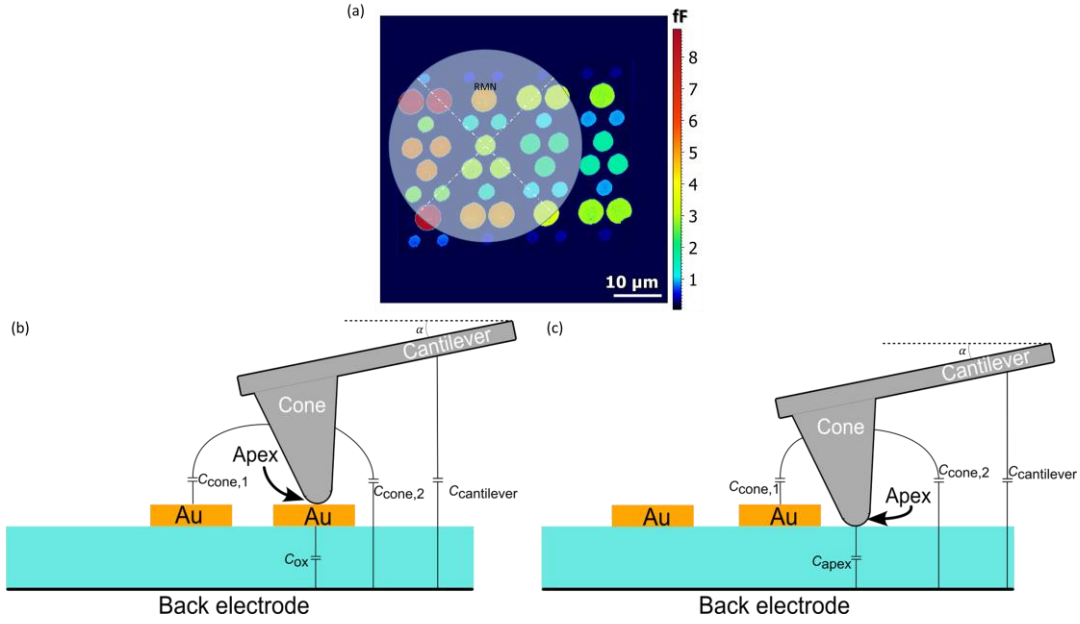 (a)
fF
RMN
8
7
6
5
4
3
2
1
10 µm
(b)
α
Cantilever
Cone
Apex
Ccone,1
Ccone,2
Ccantilever
Au
Au
Cox
Back electrode
(c)
α
Cantilever
Cone
Ccone,1
Apex
Ccone,2
Ccantilever
Au
Au
Capex
Back electrode